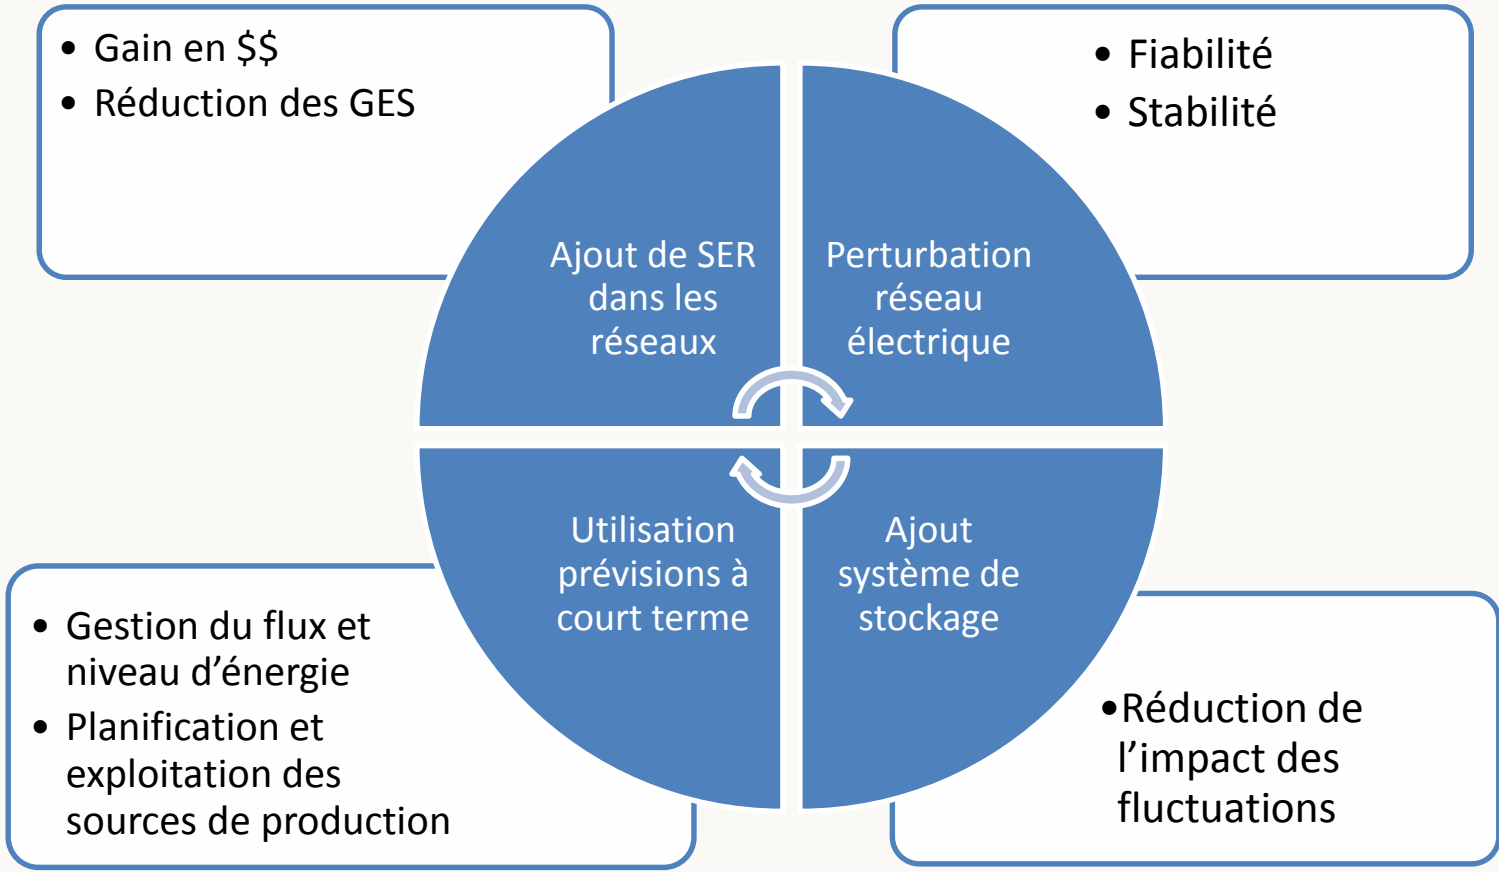 • Gain en $$
• Réduction des GES
• Fiabilité
• Stabilité
Ajout de SER
dans les
réseaux
Perturbation
réseau
électrique
Utilisation
prévisions à
court terme
Ajout
système de
stockage
• Gestion du flux et
niveau d’énergie
• Planification et
exploitation des
sources de production
•Réduction de
l’impact des
fluctuations